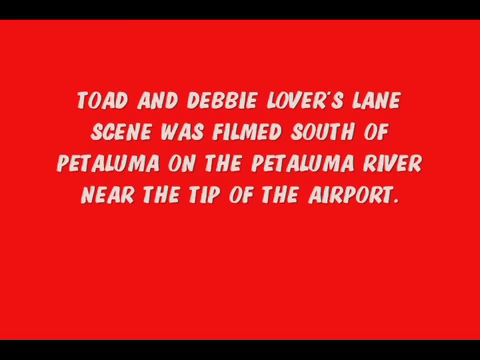 TOAD AND DEBBIE LOVER'S LANE
SCENE WAS FILMED SOUTH OF
PETALUMA ON THE PETALUMA RIVER
NEAR THE TIP OF THE AIRPORT.